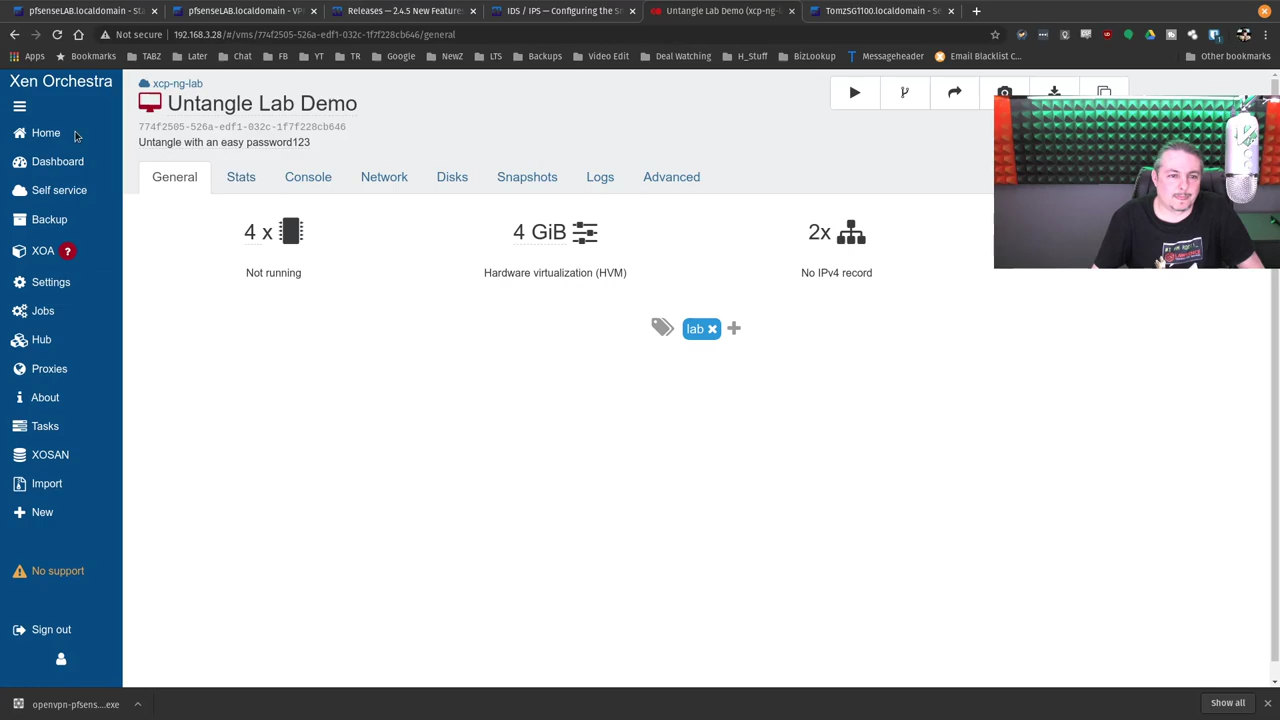 pfsenseLAB.localdomain - Sta
pfsenseLAB.localdomain - VPN
Releases — 2.4.5 New Feature
IDS / IPS — Configuring the Sn
Untangle Lab Demo (xcp-ng-l
TomzSG1100.localdomain - Se
Not secure
192.168.3.28/#/vms/774f2505-526a-edf1-032c-1f7f228cb646/general
Apps
Bookmarks
TABZ
Later
Chat
FB
YT
TR
Google
NewZ
LTS
Backups
Video Edit
Deal Watching
H_Stuff
BizLookup
Messageheader
Email Blacklist C...
Other bookmarks
Xen Orchestra
Home
Dashboard
Self service
Backup
XOA ?
Settings
Jobs
Hub
Proxies
About
Tasks
XOSAN
Import
New
No support
Sign out
xcp-ng-lab
Untangle Lab Demo
774f2505-526a-edf1-032c-1f7f228cb646
Untangle with an easy password123
General
Stats
Console
Network
Disks
Snapshots
Logs
Advanced
4 x
4 GiB
2x
Not running
Hardware virtualization (HVM)
No IPv4 record
lab
openvpn-pfsens....exe
Show all